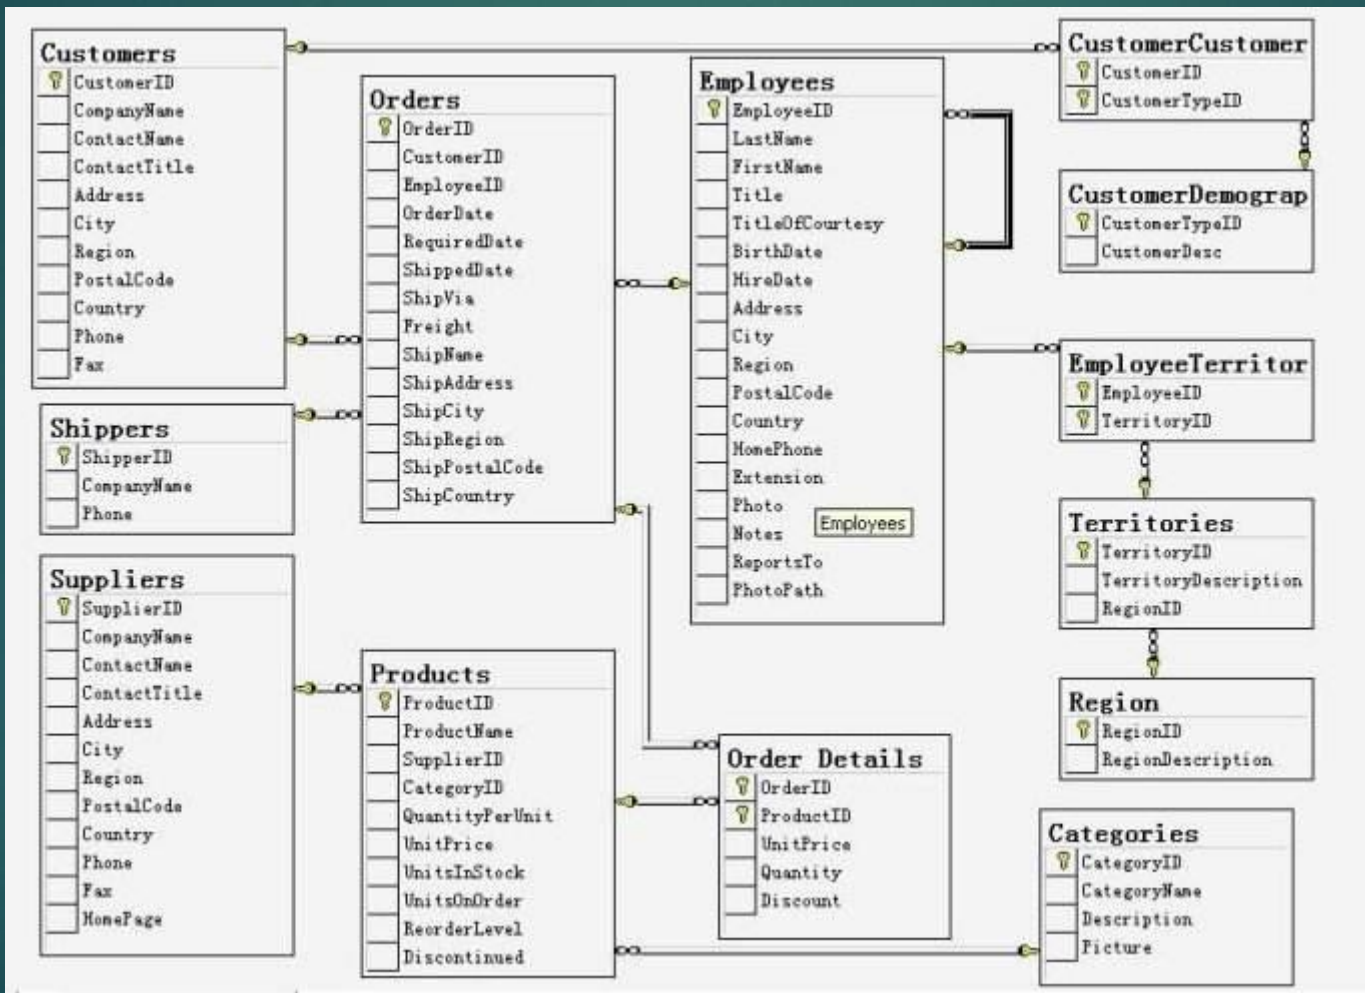 Customers
CustomerID
CompanyName
ContactName
ContactTitle
Address
City
Region
PostalCode
Country
Phone
Fax
Shippers
ShipperID
CompanyName
Phone
Suppliers
SupplierID
CompanyName
ContactName
ContactTitle
Address
City
Region
PostalCode
Country
Phone
Fax
HomePage
Orders
OrderID
CustomerID
EmployeeID
OrderDate
RequiredDate
ShippedDate
ShipVia
Freight
ShipName
ShipAddress
ShipCity
ShipRegion
ShipPostalCode
ShipCountry
Products
ProductID
ProductName
SupplierID
CategoryID
QuantityPerUnit
UnitPrice
UnitsInStock
UnitsOnOrder
ReorderLevel
Discontinued
Employees
EmployeeID
LastName
FirstName
Title
TitleOfCourtesy
BirthDate
HireDate
Address
City
Region
PostalCode
Country
HomePhone
Extension
Photo
Notes
ReportsTo
PhotoPath
Employees
Order Details
OrderID
ProductID
UnitPrice
Quantity
Discount
CustomerCustomer
CustomerID
CustomerTypeID
CustomerDemograp
CustomerTypeID
CustomerDesc
EmployeeTerritor
EmployeeID
TerritoryID
Territories
TerritoryID
TerritoryDescription
RegionID
Region
RegionID
RegionDescription
Categories
CategoryID
CategoryName
Description
Picture